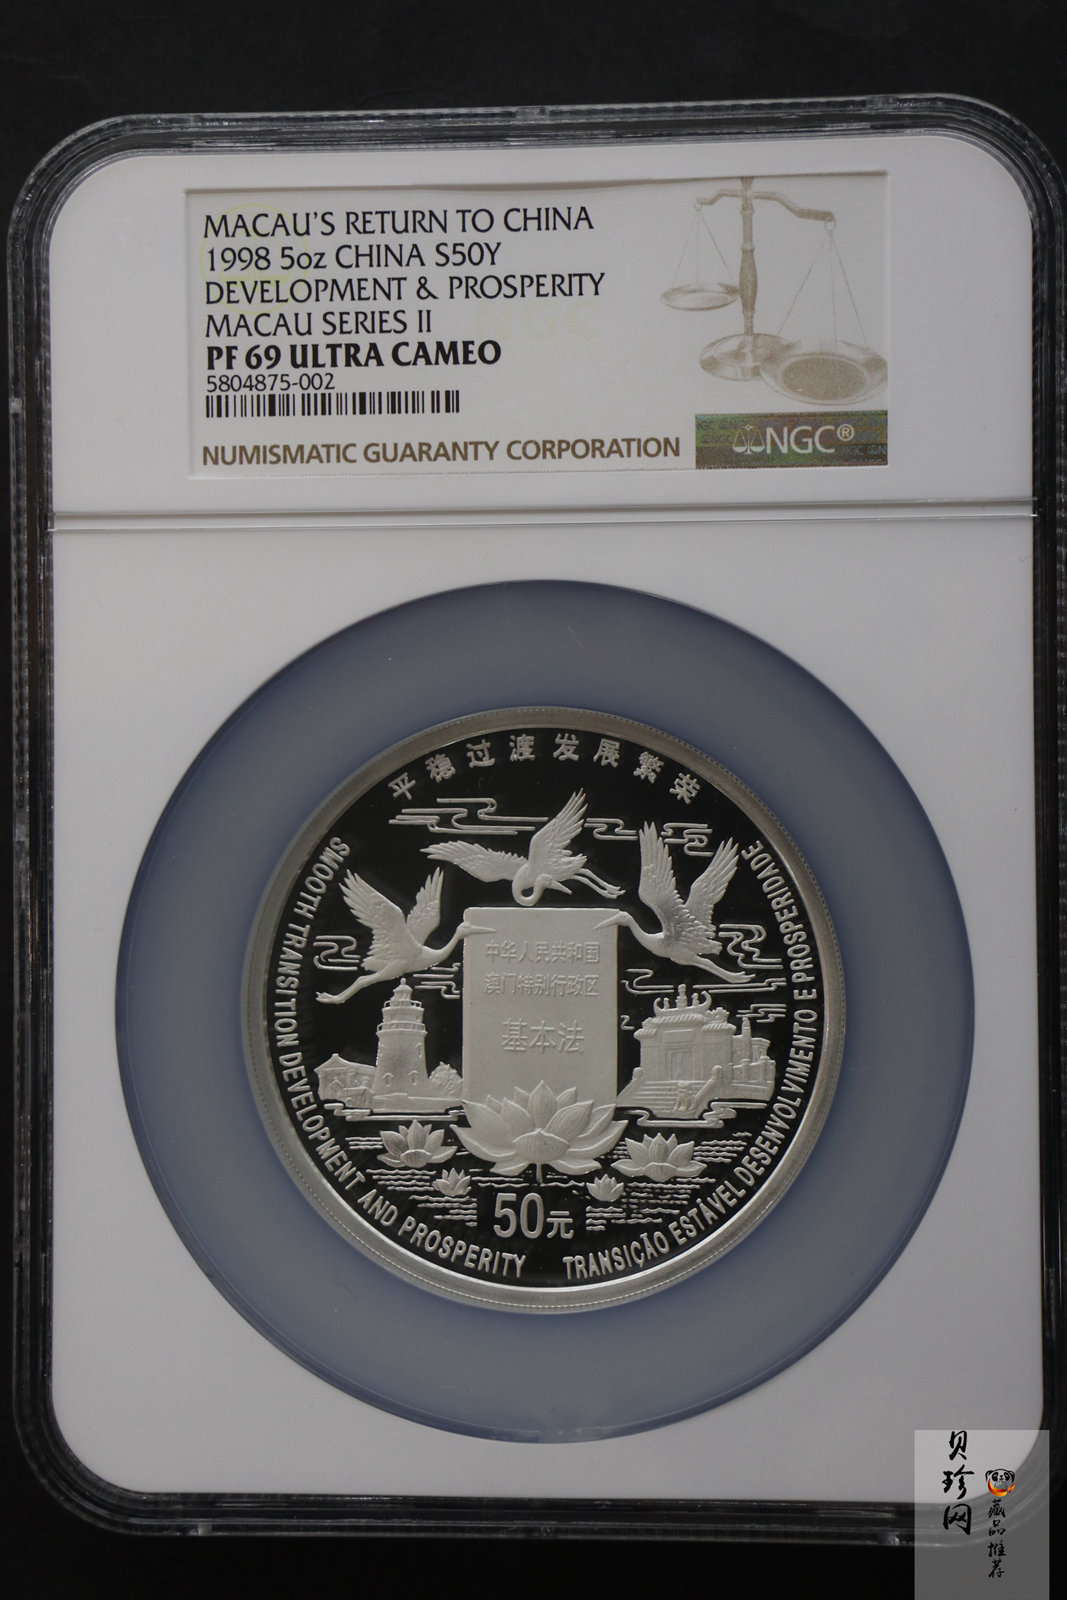 MACAU'S RETURN TO CHINA
1998 5oz CHINA S50Y
DEVELOPMENT & PROSPERITY
MACAU SERIES II
PF 69 ULTRA CAMEO
5804875-002
NUMISMATIC GUARANTY CORPORATION
NGC®
平稳过渡发展繁荣
SMOOTH TRANSITION DEVELOPMENT AND PROSPERITY
TRANSIÇÃO ESTÁVEL DESENVOLVIMENTO E PROSPERIDADE
中华人民共和国
澳门特别行政区
基本法
50元
贝珍网
藏品推荐